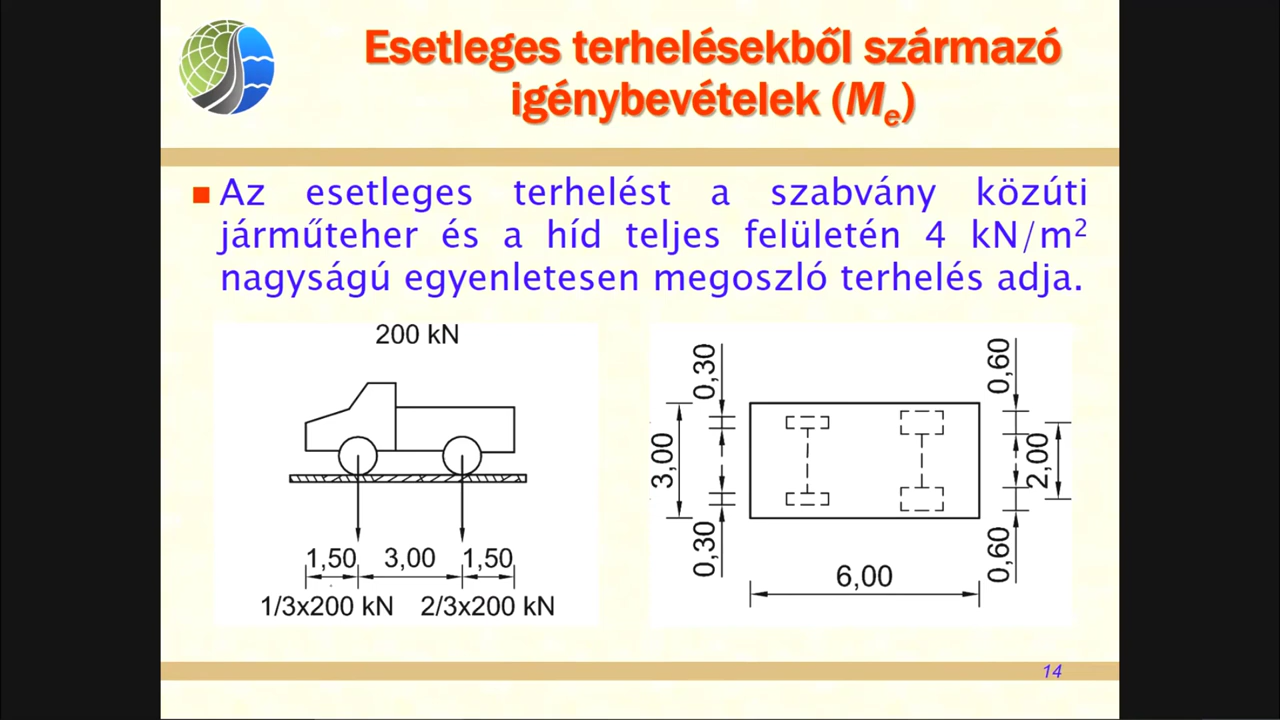 Esetleges terhelésekből származó
igénybevételek (Me)
Az esetleges terhelést a szabvány közúti
járműteher és a híd teljes felületén 4 kN/m²
nagyságú egyenletesen megoszló terhelés adja.
200 kN
1,50 3,00 1,50
1/3x200 kN 2/3x200 kN
0,30
3,00
0,30
0,60
2,00
0,60
6,00
14